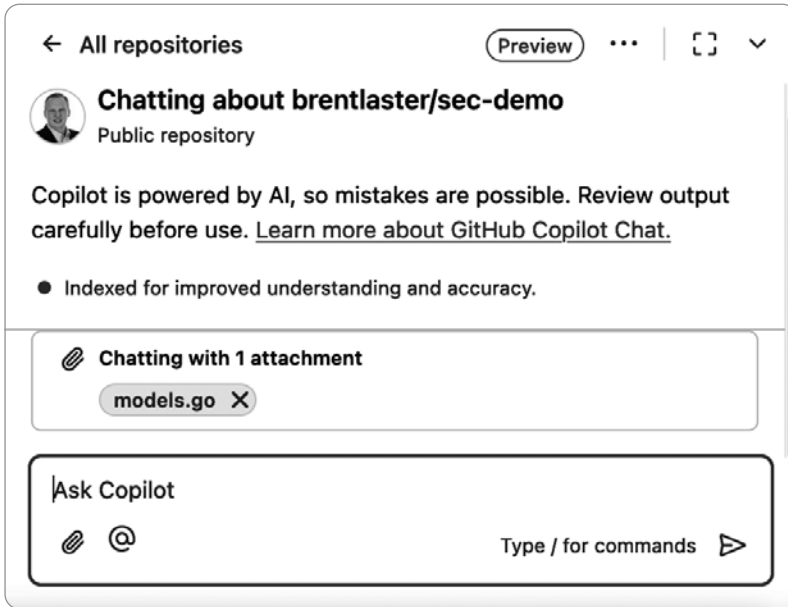 All repositories
Preview
Chatting about brentlaster/sec-demo
Public repository
Copilot is powered by AI, so mistakes are possible. Review output
carefully before use. Learn more about GitHub Copilot Chat.
Indexed for improved understanding and accuracy.
Chatting with 1 attachment
models.go
Ask Copilot
@
Type / for commands